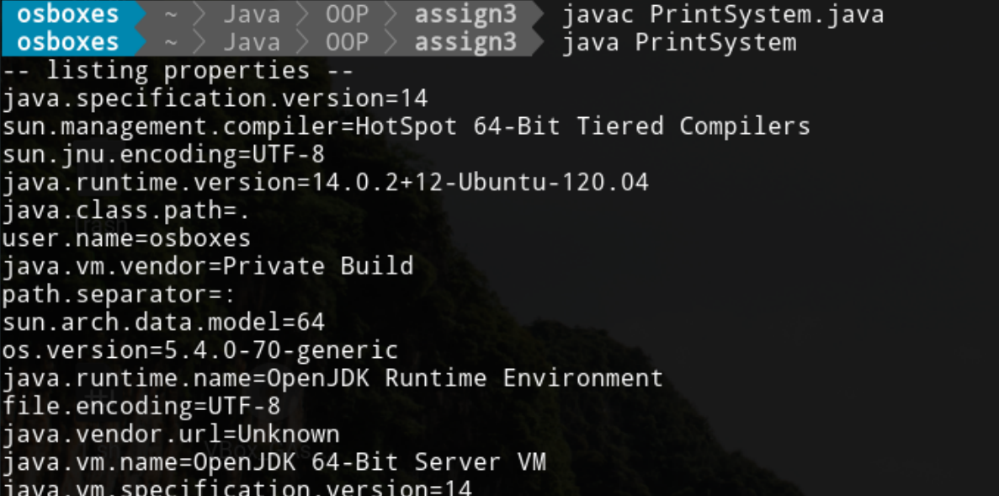 osboxes ~ Java OOP assign3 javac PrintSystem.java
osboxes ~ Java OOP assign3 java PrintSystem
-- listing properties --
java.specification.version=14
sun.management.compiler=HotSpot 64-Bit Tiered Compilers
sun.jnu.encoding=UTF-8
java.runtime.version=14.0.2+12-Ubuntu-120.04
java.class.path=.
user.name=osboxes
java.vm.vendor=Private Build
path.separator=:
sun.arch.data.model=64
os.version=5.4.0-70-generic
java.runtime.name=OpenJDK Runtime Environment
file.encoding=UTF-8
java.vendor.url=Unknown
java.vm.name=OpenJDK 64-Bit Server VM
java.vm.specification.version=14